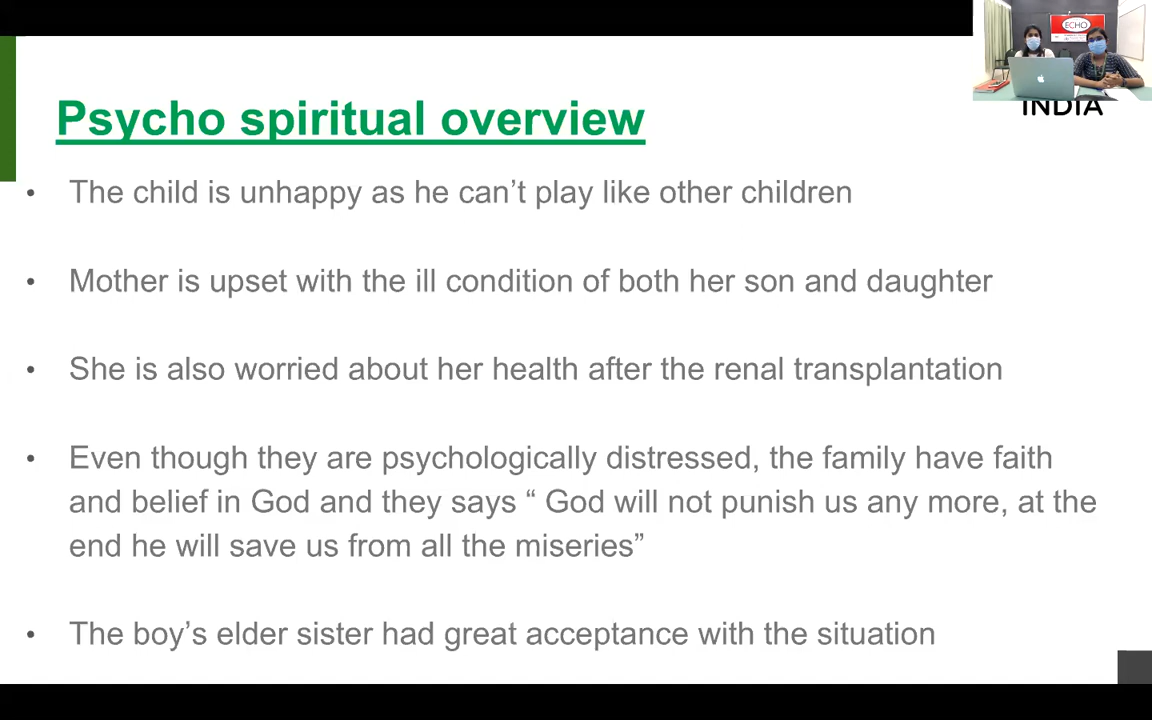 ECHO
INDIA
Psycho spiritual overview
• The child is unhappy as he can’t play like other children
• Mother is upset with the ill condition of both her son and daughter
• She is also worried about her health after the renal transplantation
• Even though they are psychologically distressed, the family have faith
and belief in God and they says “ God will not punish us any more, at the
end he will save us from all the miseries”
• The boy’s elder sister had great acceptance with the situation